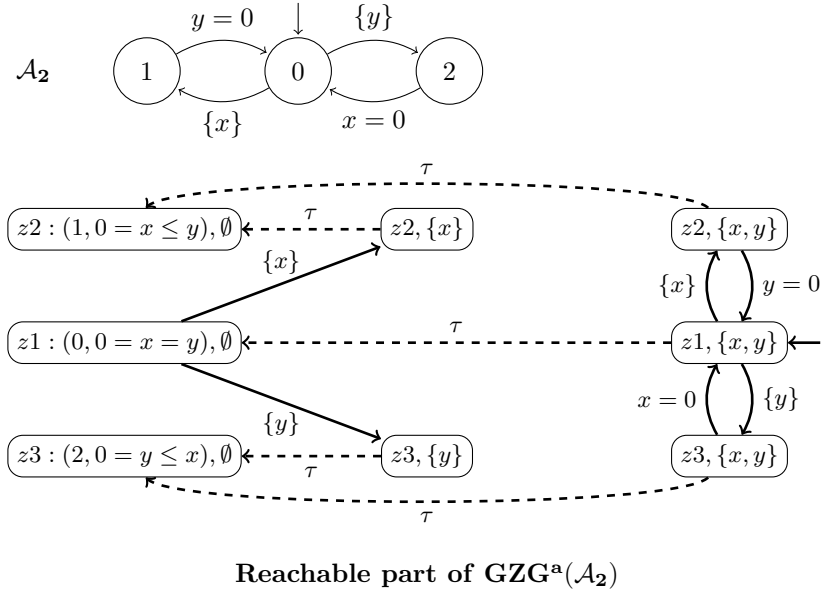 y = 0 {y}
𝒜₂ 1 0 2
{x} x = 0
τ
z2 : (1, 0 = x ≤ y), ∅ τ z2, {x} z2, {x, y}
{x} {x} y = 0
z1 : (0, 0 = x = y), ∅ τ z1, {x, y}
{y} x = 0 {y}
z3 : (2, 0 = y ≤ x), ∅ τ z3, {y} z3, {x, y}
τ
Reachable part of GZGᵃ(𝒜₂)